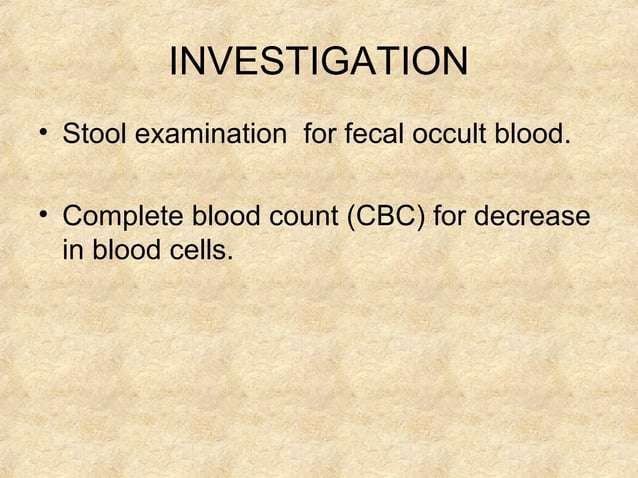 INVESTIGATION
• Stool examination  for fecal occult blood.
• Complete blood count (CBC) for decrease
in blood cells.